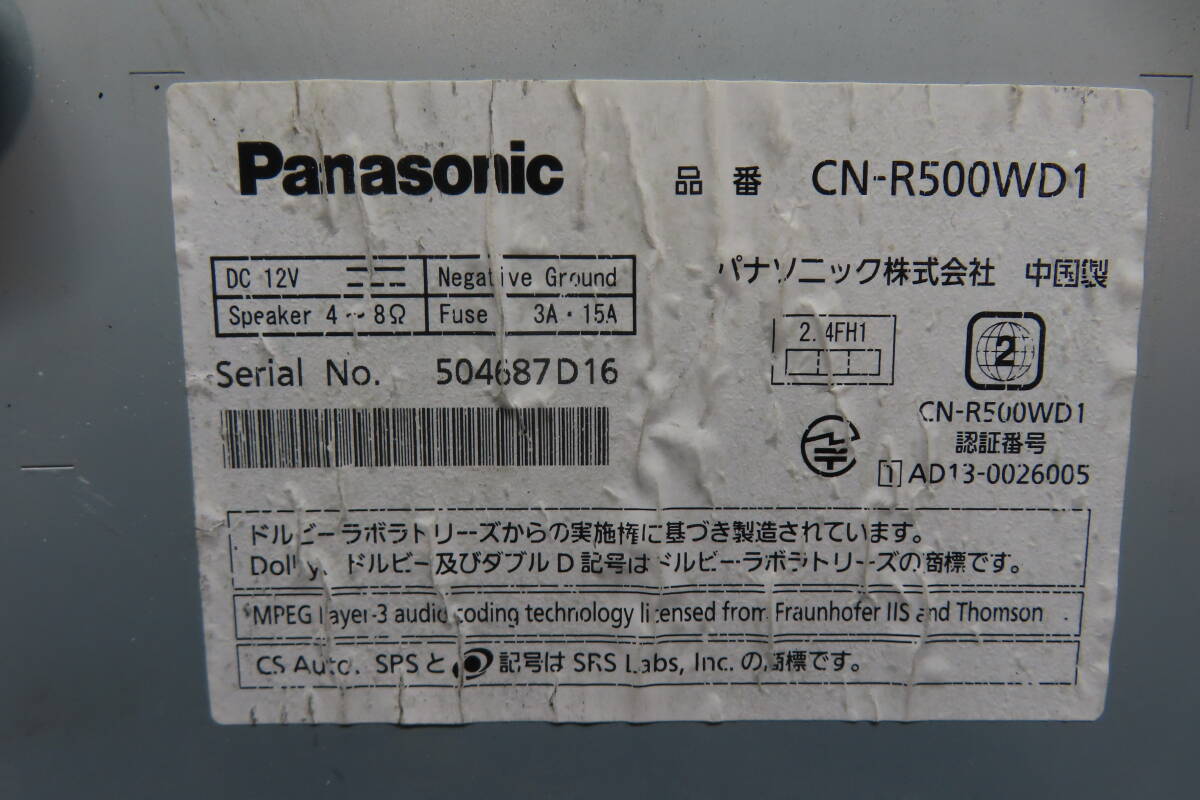 Panasonic
品番 CN-R500WD1
DC 12V
Negative Ground
Speaker 4～8Ω
Fuse 3A・15A
パナソニック株式会社 中国製
Serial No. 504687D16
2.4FH1
2
CN-R500WD1
認証番号
1 AD13-0026005
ドルビーラボラトリーズからの実施権に基づき製造されています。
Dolby、ドルビー及びダブルD記号はドルビーラボラトリーズの商標です。
MPEG Layer-3 audio coding technology licensed from Fraunhofer IIS and Thomson
CS Auto、SRSと 記号は SRS Labs, Inc. の商標です。